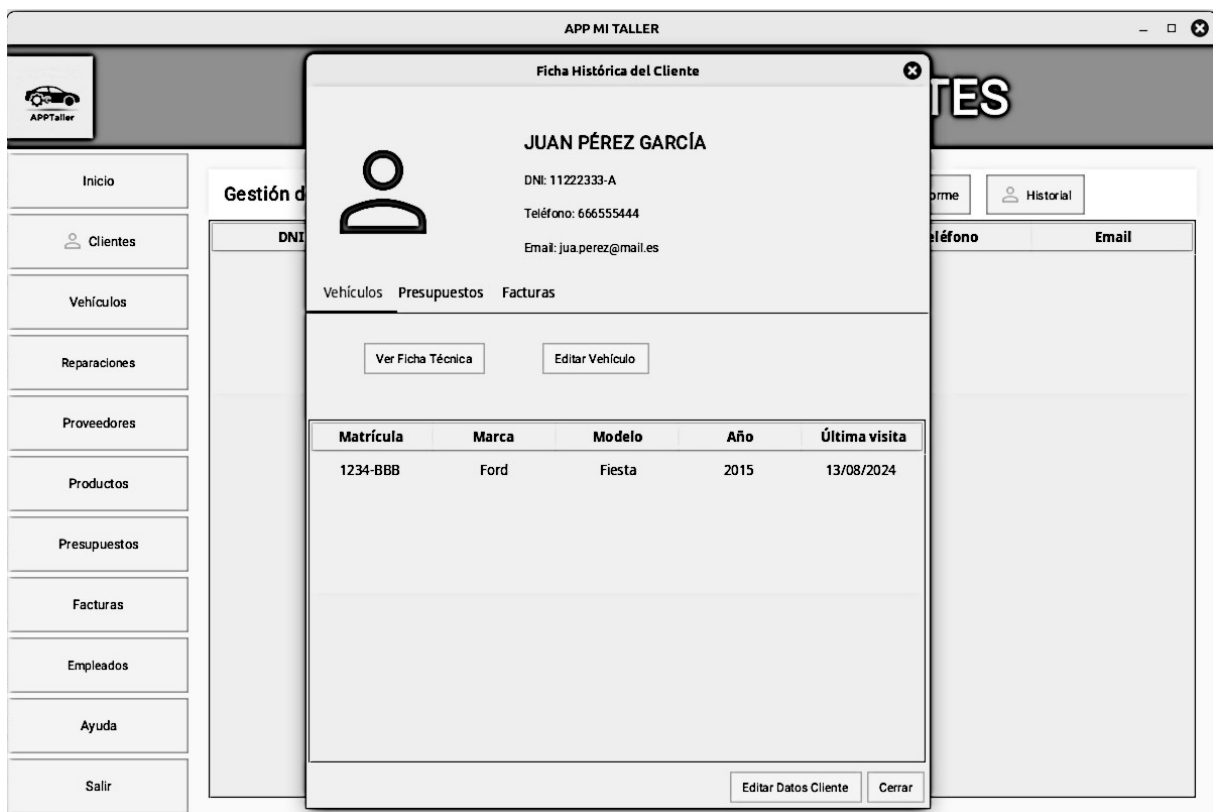 APP MI TALLER
APPTaller
TES
Inicio
Clientes
Vehículos
Reparaciones
Proveedores
Productos
Presupuestos
Facturas
Empleados
Ayuda
Salir
Gestión d
orme
Historial
DNI
eléfono
Email
Ficha Histórica del Cliente
JUAN PÉREZ GARCÍA
DNI: 11222333-A
Teléfono: 666555444
Email: jua.perez@mail.es
Vehículos Presupuestos Facturas
Ver Ficha Técnica Editar Vehículo
Matrícula Marca Modelo Año Última visita
1234-BBB Ford Fiesta 2015 13/08/2024
Editar Datos Cliente Cerrar